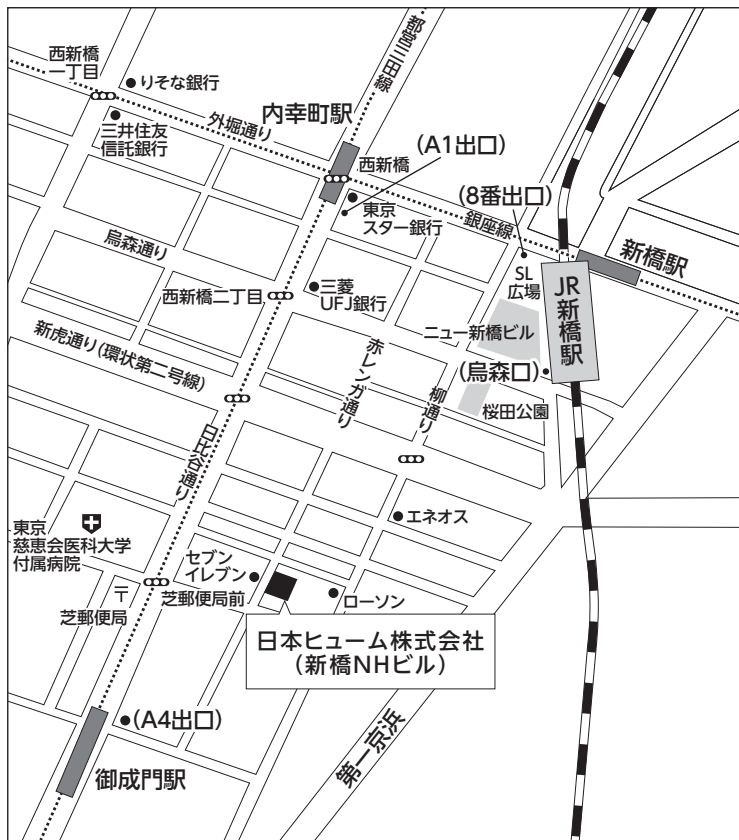 都営三田線
西新橋
一丁目
りそな銀行
内幸町駅
外堀通り
三井住友
信託銀行
西新橋
(A1出口)
(8番出口)
東京
スター銀行
銀座線
新橋駅
烏森通り
SL
広場
JR新橋駅
三菱
UFJ銀行
西新橋二丁目
ニュー新橋ビル
新虎通り(環状第二号線)
赤レンガ通り
(烏森口)
柳通り
桜田公園
日比谷通り
エネオス
東京
慈恵会医科大学
付属病院
セブン
イレブン
〒
芝郵便局
芝郵便局前
ローソン
日本ヒューム株式会社
(新橋NHビル)
(A4出口)
第一京浜
御成門駅